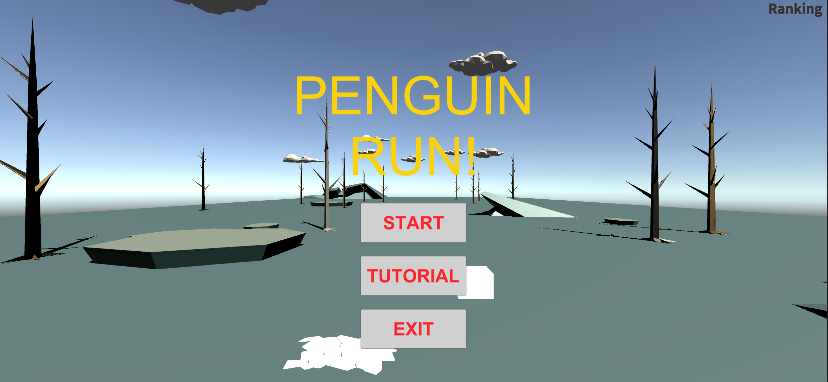 Ranking
PENGUIN
RUN!
START
TUTORIAL
EXIT